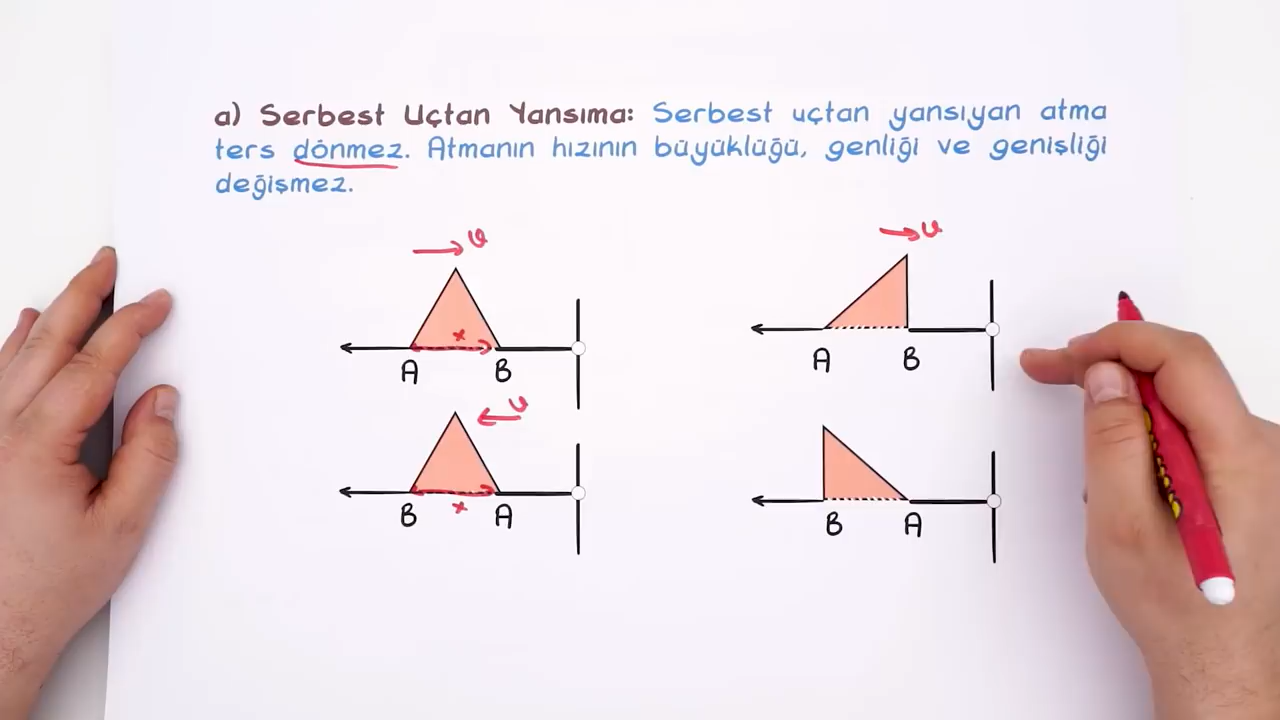 a) Serbest Uçtan Yansıma: Serbest uçtan yansıyan atma
ters dönmez. Atmanın hızının büyüklüğü, genliği ve genişliği
değişmez.
v
v
x
A B
A B
v
x
B A
B A